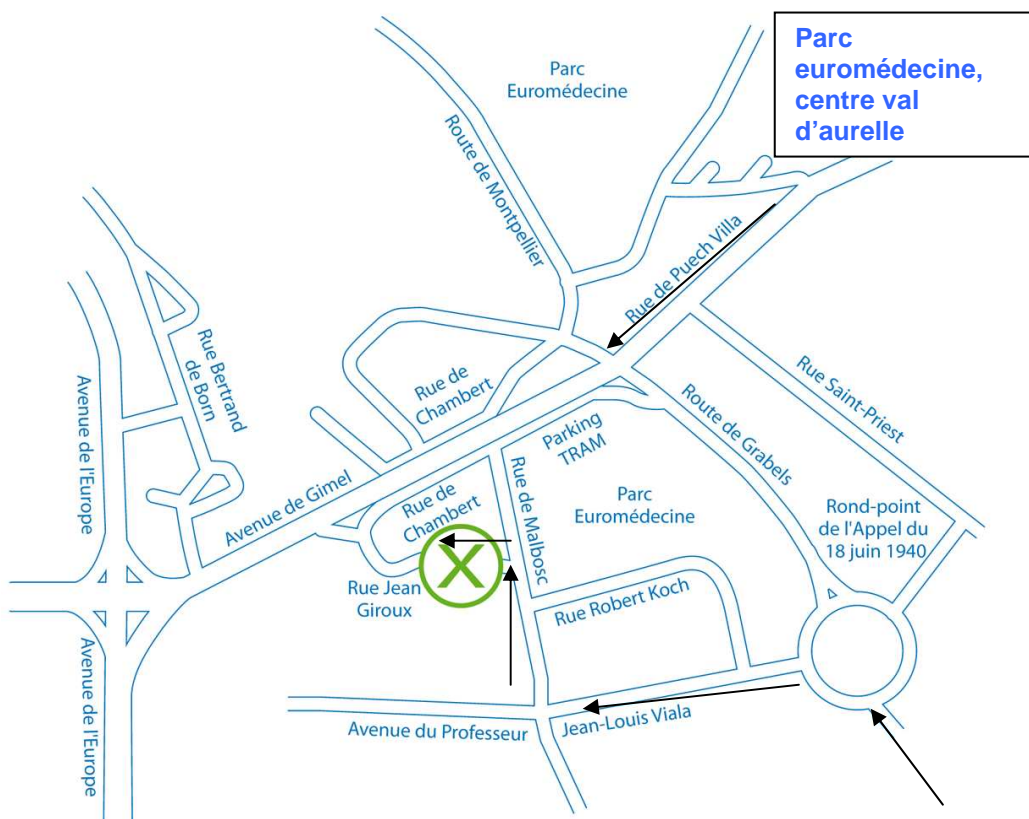 Parc
euromédecine,
centre val
d'aurelle
Parc
Euromédecine
Route de Montpellier
Rue de Puech Villa
Rue Bertrand
de Born
Rue de
Chambert
Avenue de l'Europe
Rue Saint-Priest
Route de Grabels
Parking
TRAM
Avenue de Gimel
Rue de
Chambert
Rue de Malbosc
Parc
Euromédecine
Rond-point
de l'Appel du
18 juin 1940
X
Rue Jean
Giroux
Rue Robert Koch
Avenue de l'Europe
Avenue du Professeur
Jean-Louis Viala